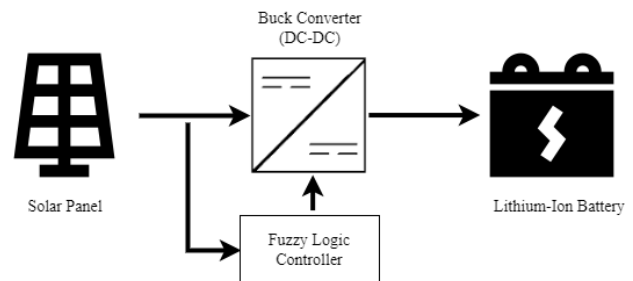 Buck Converter
(DC-DC)
Solar Panel
Lithium-Ion Battery
Fuzzy Logic
Controller